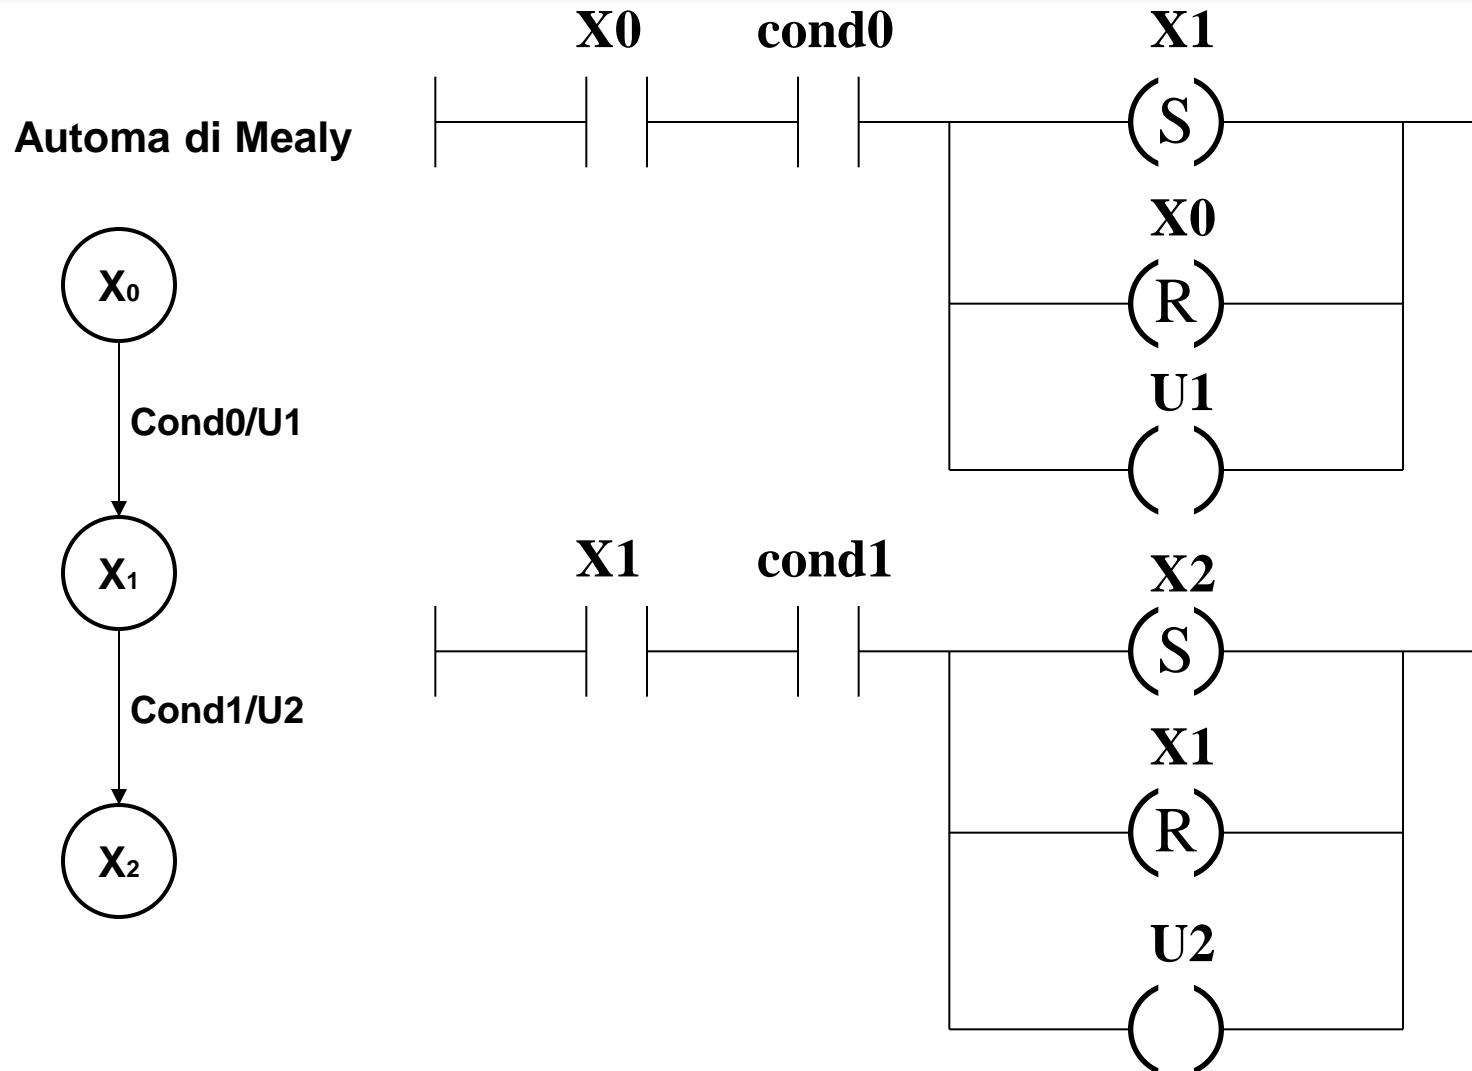 Automa di Mealy
X0
Cond0/U1
X1
Cond1/U2
X2
X0 cond0 X1
S
X0
R
U1
X1 cond1 X2
S
X1
R
U2